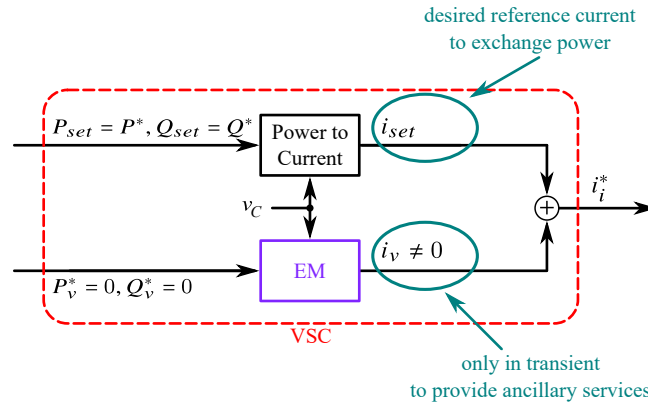 desired reference current
to exchange power
P_set = P*, Q_set = Q*
Power to
Current
i_set
i_i^*
v_C
+
EM
i_v ≠ 0
P_v^* = 0, Q_v^* = 0
VSC
only in transient
to provide ancillary services